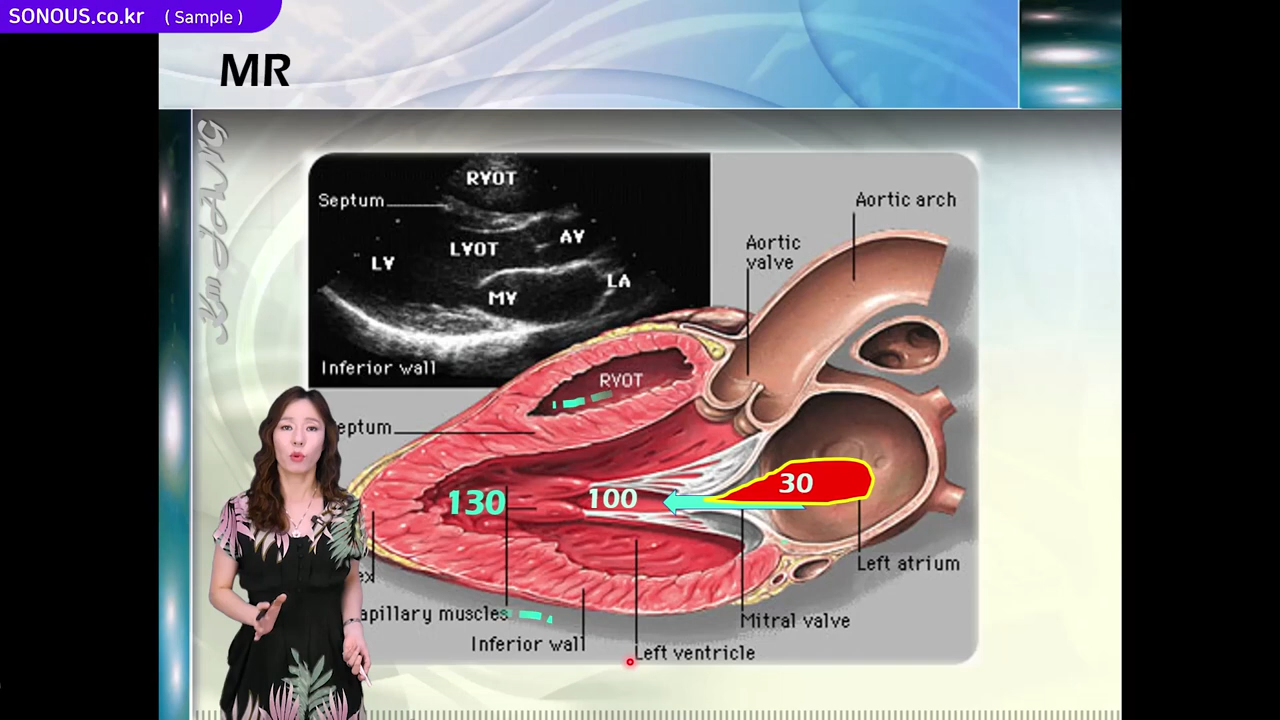 SONOUS.co.kr ( Sample )
MR
RVOT
Septum
LVOT
AV
LV
LA
MV
Inferior wall
Aortic arch
Aortic
valve
RVOT
eptum
130
100
30
Left atrium
ex
apillary muscles
Mitral valve
Inferior wall
Left ventricle